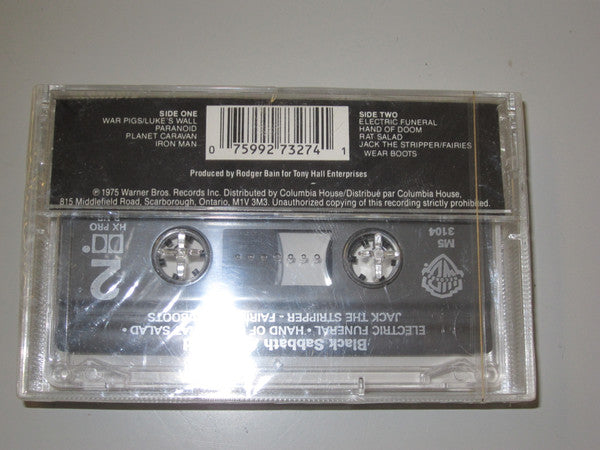 SIDE ONE
WAR PIGS/LUKE'S WALL
PARANOID
PLANET CARAVAN
IRON MAN
0 75992 73274 1
SIDE TWO
ELECTRIC FUNERAL
HAND OF DOOM
RAT SALAD
JACK THE STRIPPER/FAIRIES
WEAR BOOTS
Produced by Rodger Bain for Tony Hall Enterprises
℗ 1975 Warner Bros. Records Inc. Distributed by Columbia House/Distribué par Columbia House,
815 Middlefield Road, Scarborough, Ontario, M1V 3M3. Unauthorized copying of this recording strictly prohibited.
Black Sabbath
ELECTRIC FUNERAL • HAND OF SALAD •
JACK THE STRIPPER - BOOTS
2
HX PRO
M5
3104